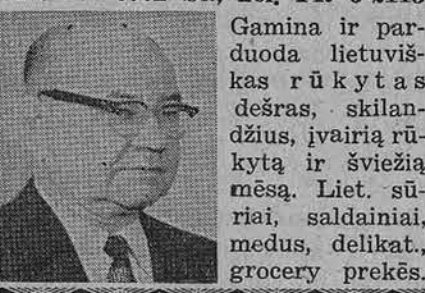 Gamina ir par-
duoda lietuviš-
kas rūkytas
dešras, skilan-
džius, įvairią rū-
kytą ir šviežią
mėsą. Liet. sū-
riai, saldainiai,
medus, delikat.,
grocery prekės.